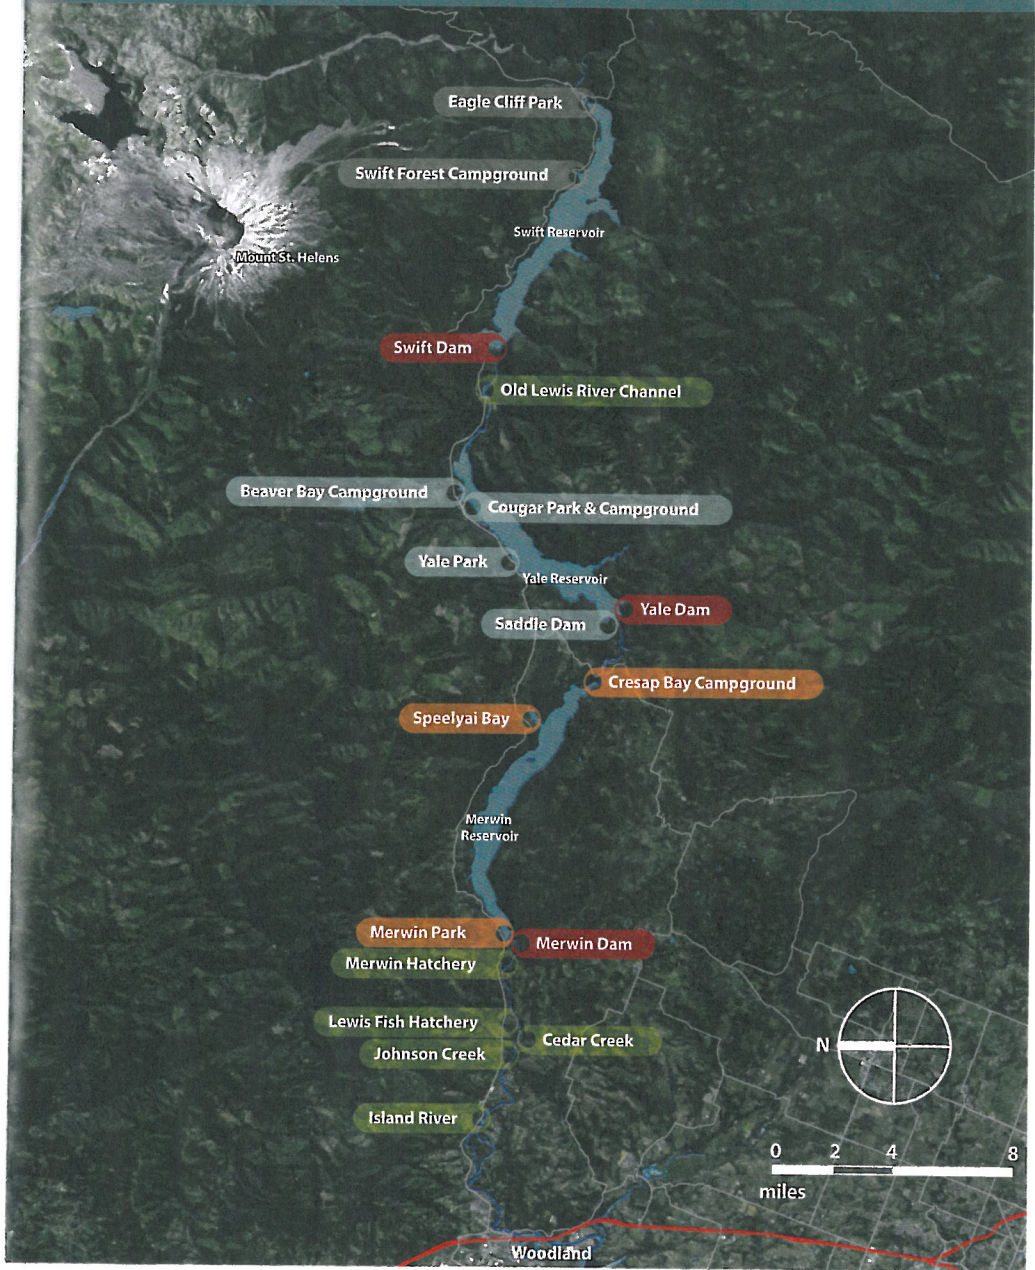 Eagle Cliff Park
Swift Forest Campground
Swift Reservoir
Mount St. Helens
Swift Dam
Old Lewis River Channel
Beaver Bay Campground
Cougar Park & Campground
Yale Park
Yale Reservoir
Yale Dam
Saddle Dam
Cresap Bay Campground
Speelyai Bay
Merwin
Reservoir
Merwin Park
Merwin Dam
Merwin Hatchery
Lewis Fish Hatchery
Cedar Creek
Johnson Creek
N
Island River
0 2 4 8
miles
Woodland